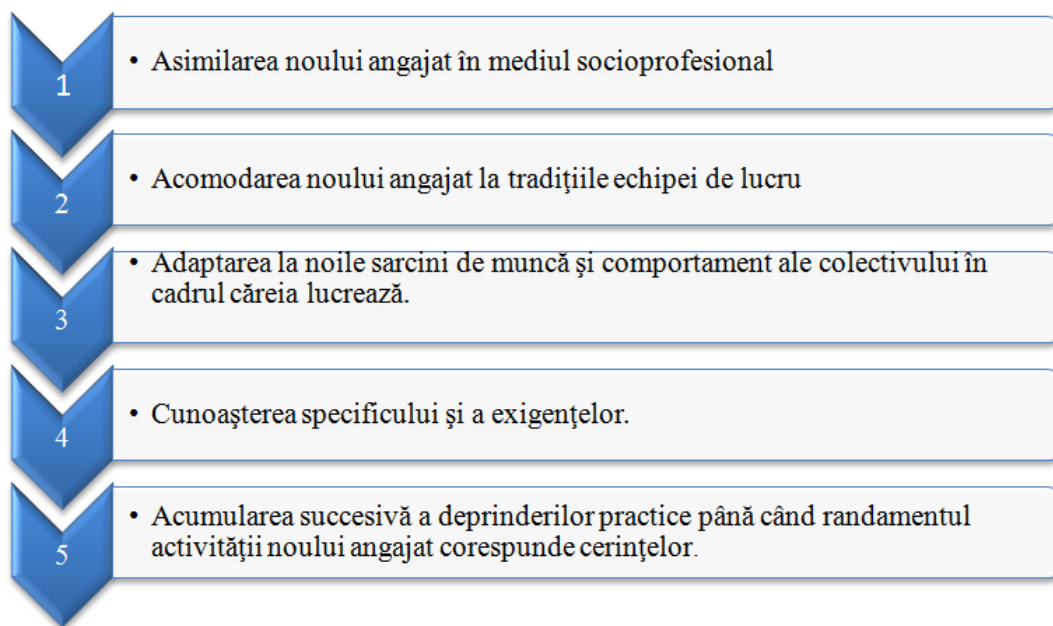 1
• Asimilarea noului angajat în mediul socioprofesional
2
• Acomodarea noului angajat la tradiţiile echipei de lucru
3
• Adaptarea la noile sarcini de muncă şi comportament ale colectivului în
cadrul căreia lucrează.
4
• Cunoaşterea specificului şi a exigenţelor.
5
• Acumularea succesivă a deprinderilor practice până când randamentul
activităţii noului angajat corespunde cerinţelor.